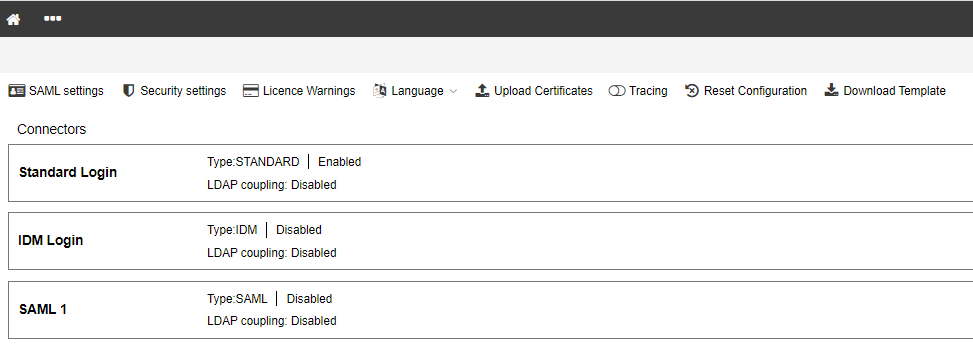 SAML settings Security settings Licence Warnings Language Upload Certificates Tracing Reset Configuration Download Template
Connectors
Standard Login
Type:STANDARD | Enabled
LDAP coupling: Disabled
IDM Login
Type:IDM | Disabled
LDAP coupling: Disabled
SAML 1
Type:SAML | Disabled
LDAP coupling: Disabled